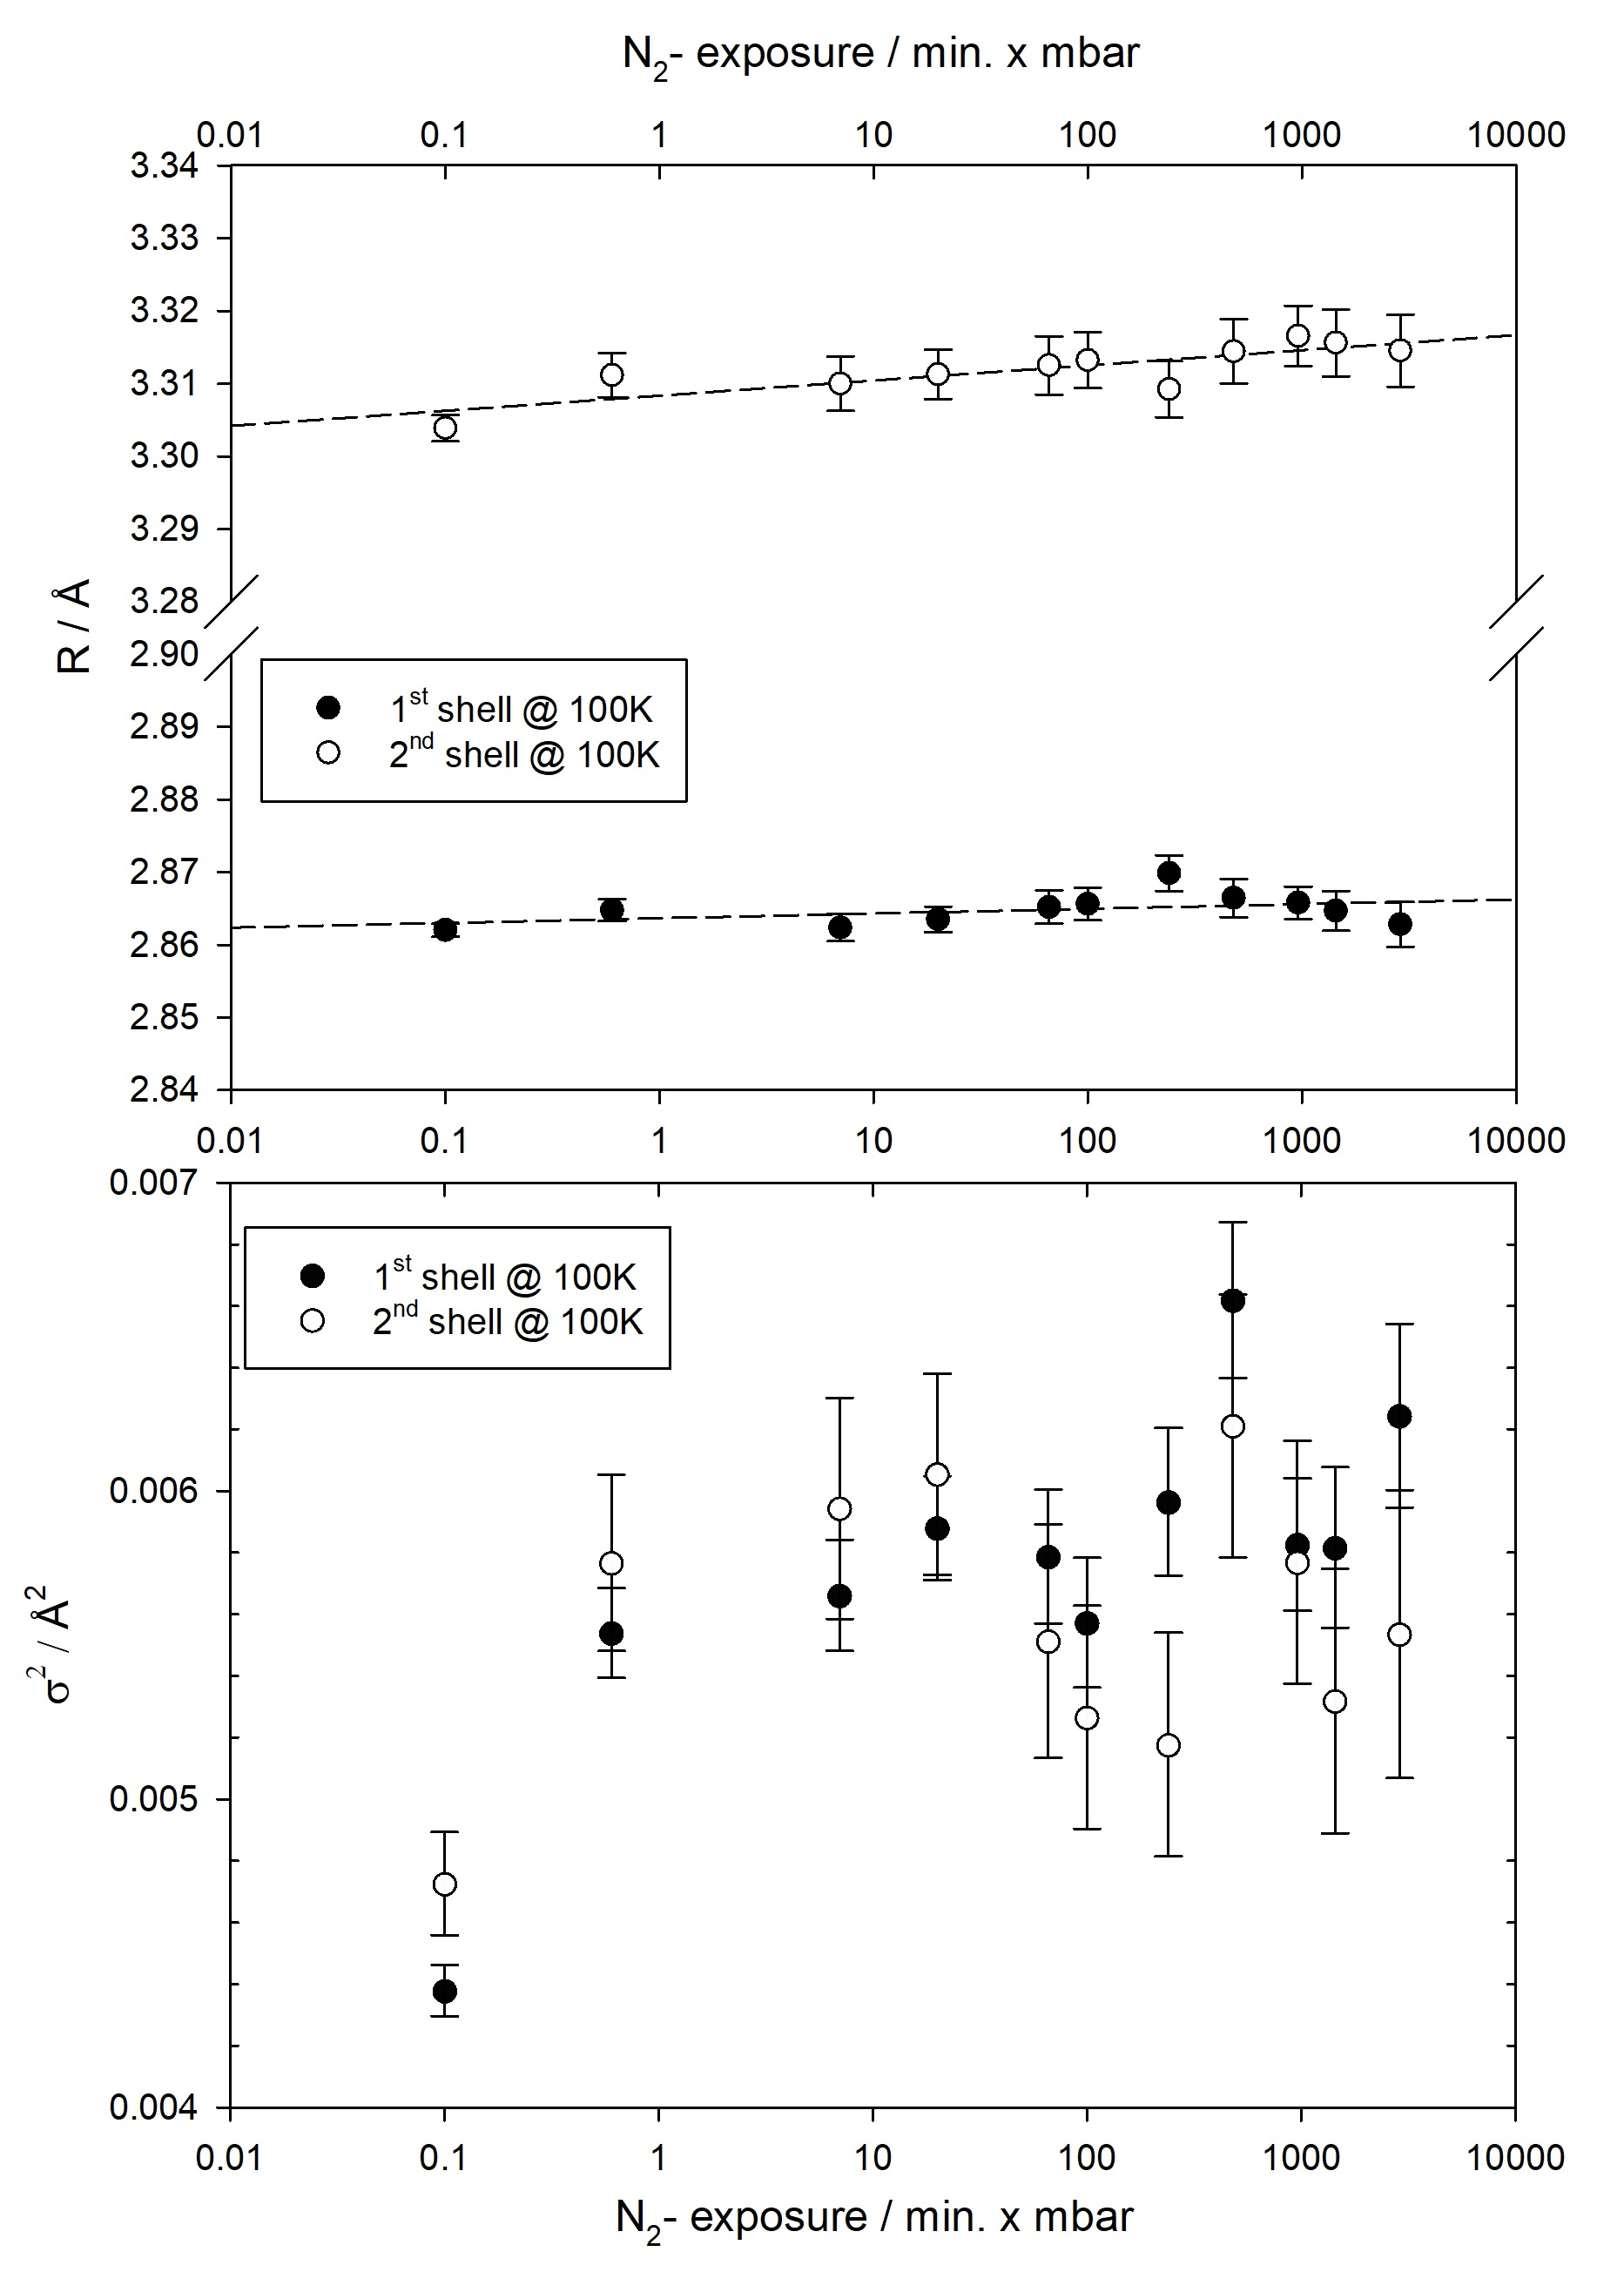 N2- exposure / min. x mbar
0.01 0.1 1 10 100 1000 10000
3.34
3.33
3.32
3.31
3.30
3.29
3.28
R / Å
2.90
1st shell @ 100K
2nd shell @ 100K
2.89
2.88
2.87
2.86
2.85
2.84
0.01 0.1 1 10 100 1000 10000
0.007
1st shell @ 100K
2nd shell @ 100K
0.006
σ2 / Å2
0.005
0.004
0.01 0.1 1 10 100 1000 10000
N2- exposure / min. x mbar